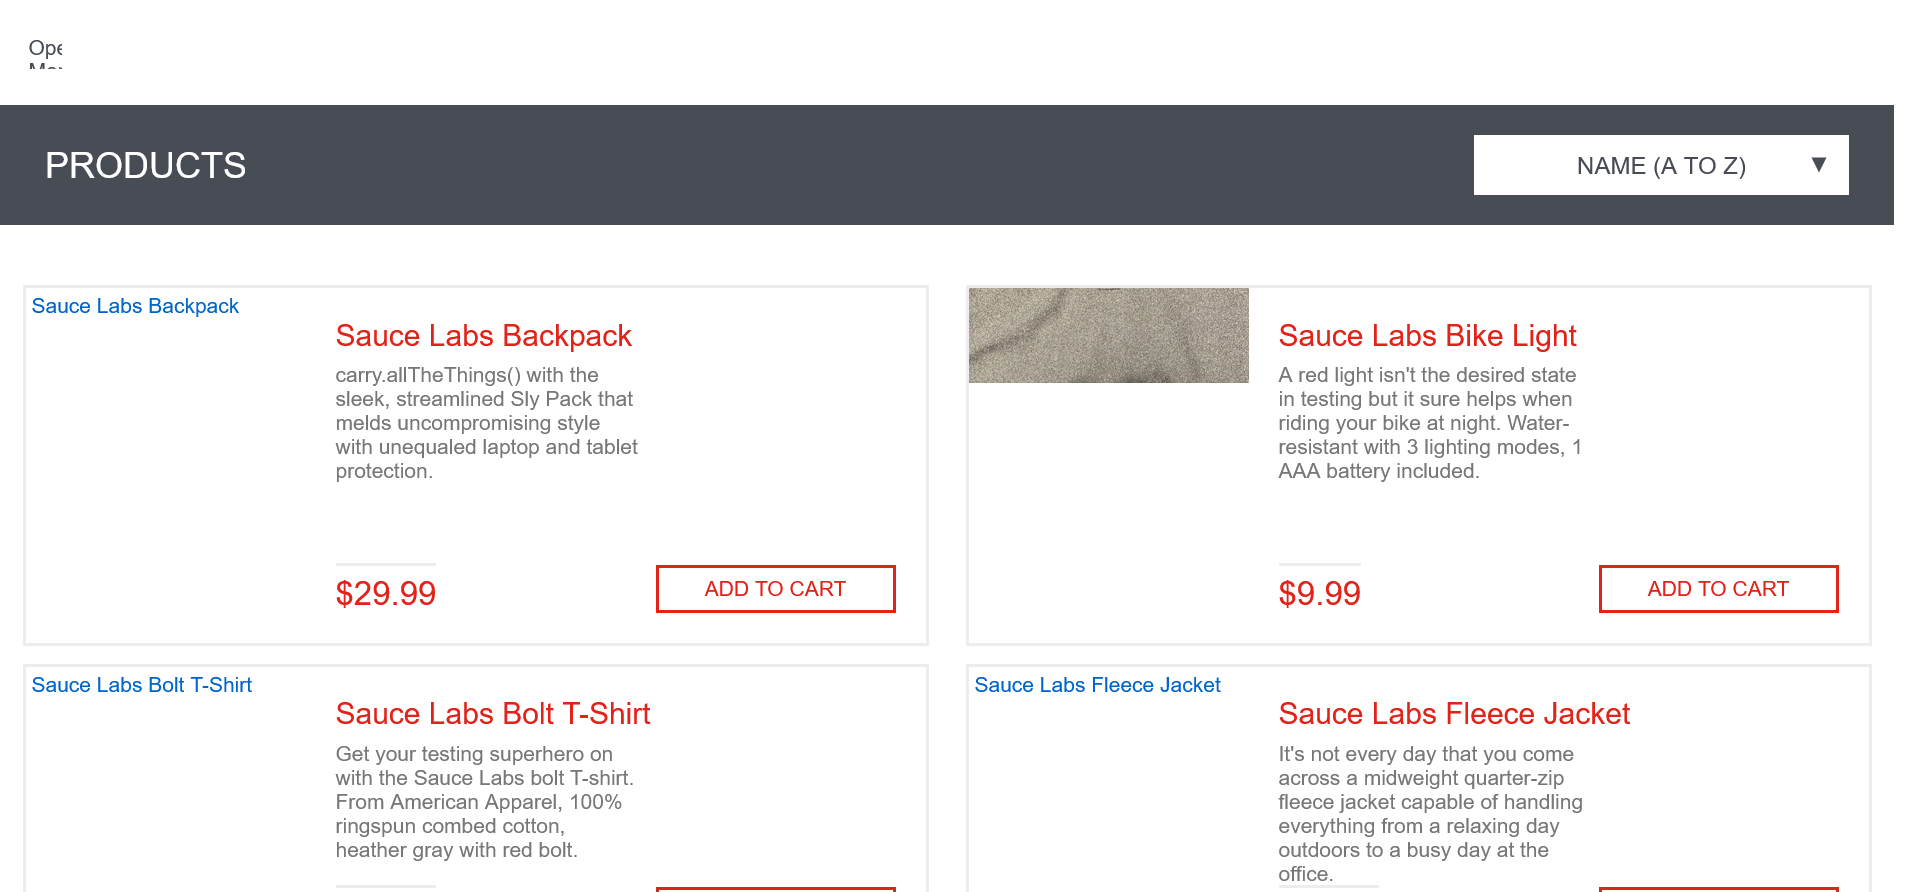 Ope
PRODUCTS
NAME (A TO Z) ▼
Sauce Labs Backpack
Sauce Labs Backpack
carry.allTheThings() with the
sleek, streamlined Sly Pack that
melds uncompromising style
with unequaled laptop and tablet
protection.
$29.99
ADD TO CART
Sauce Labs Bike Light
A red light isn't the desired state
in testing but it sure helps when
riding your bike at night. Water-
resistant with 3 lighting modes, 1
AAA battery included.
$9.99
ADD TO CART
Sauce Labs Bolt T-Shirt
Sauce Labs Bolt T-Shirt
Get your testing superhero on
with the Sauce Labs bolt T-shirt.
From American Apparel, 100%
ringspun combed cotton,
heather gray with red bolt.
Sauce Labs Fleece Jacket
Sauce Labs Fleece Jacket
It's not every day that you come
across a midweight quarter-zip
fleece jacket capable of handling
everything from a relaxing day
outdoors to a busy day at the
office.